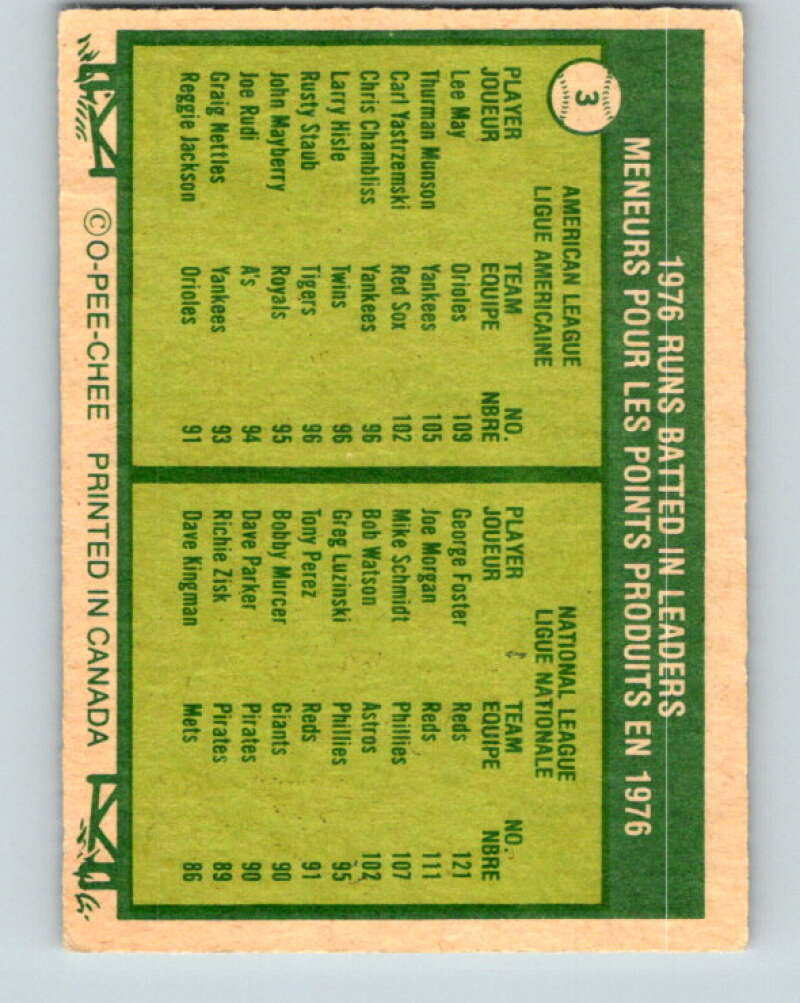 3
1976 RUNS BATTED IN LEADERS
MENEURS POUR LES POINTS PRODUITS EN 1976
AMERICAN LEAGUE
LIGUE AMERICAINE
PLAYER TEAM NO.
JOUEUR EQUIPE NBRE
Lee May Orioles 109
Thurman Munson Yankees 105
Carl Yastrzemski Red Sox 102
Chris Chambliss Yankees 96
Larry Hisle Twins 96
Rusty Staub Tigers 96
John Mayberry Royals 95
Joe Rudi A's 94
Graig Nettles Yankees 93
Reggie Jackson Orioles 91
NATIONAL LEAGUE
LIGUE NATIONALE
PLAYER TEAM NO.
JOUEUR EQUIPE NBRE
George Foster Reds 121
Joe Morgan Reds 111
Mike Schmidt Phillies 107
Bob Watson Astros 102
Greg Luzinski Phillies 95
Tony Perez Reds 91
Bobby Murcer Giants 90
Dave Parker Pirates 90
Richie Zisk Pirates 89
Dave Kingman Mets 86
©O-PEE-CHEE PRINTED IN CANADA